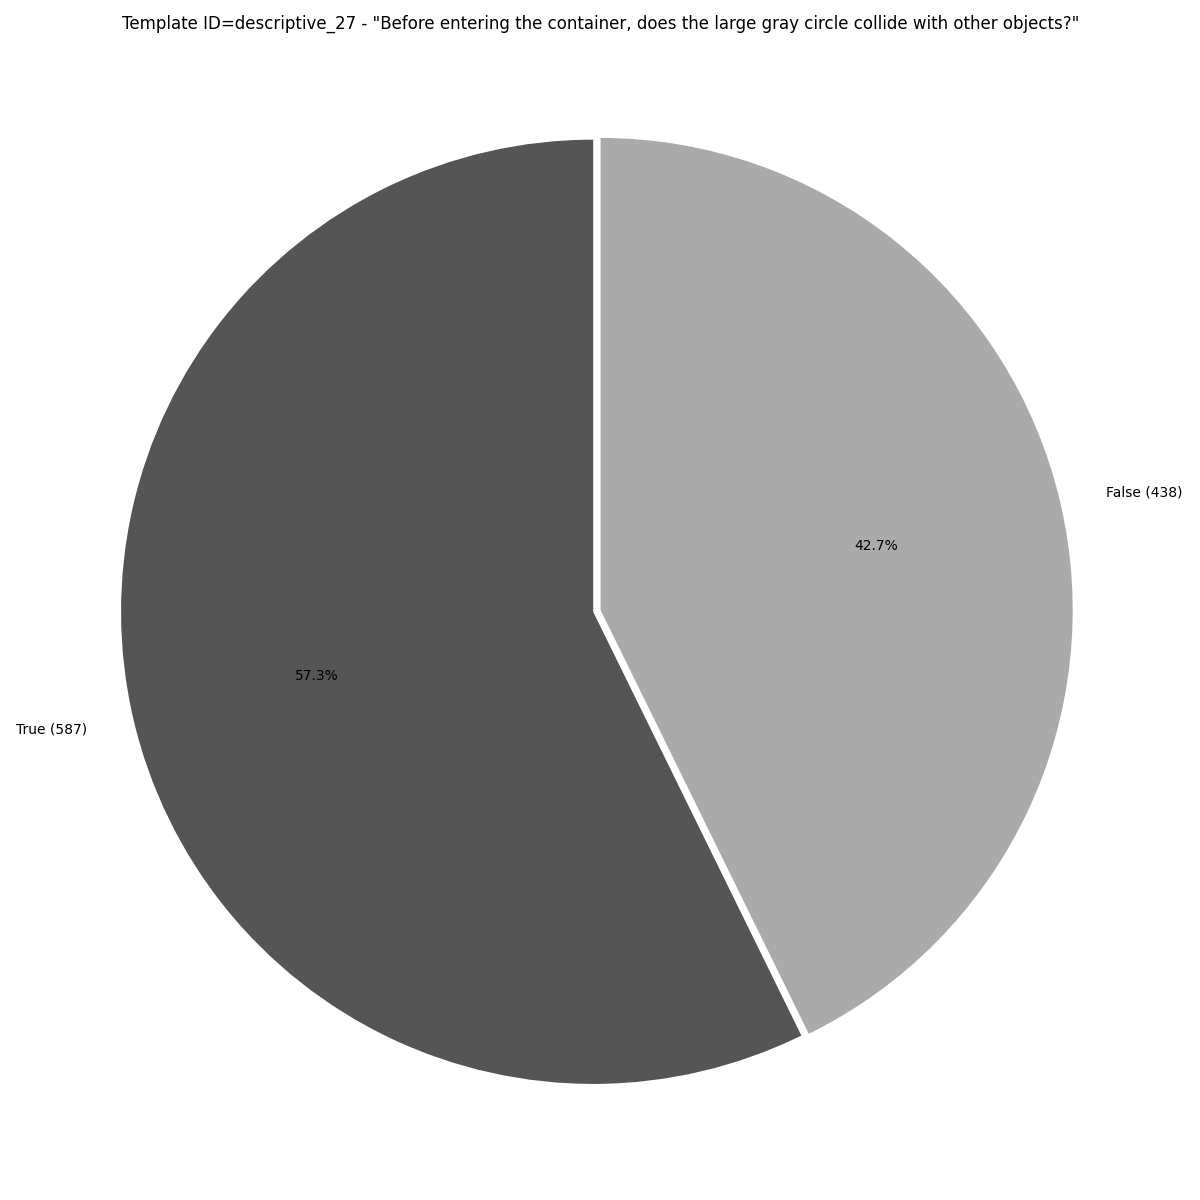 Template ID=descriptive_27 - "Before entering the container, does the large gray circle collide with other objects?"
False (438)
42.7%
57.3%
True (587)